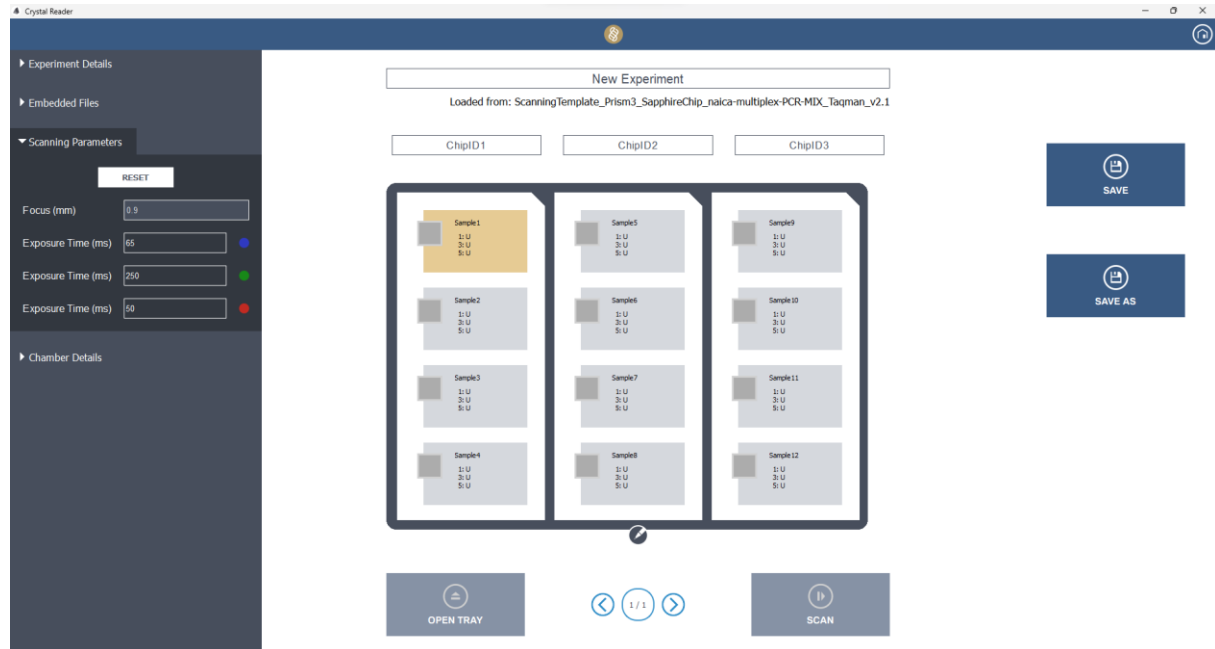 Crystal Reader
Experiment Details
Embedded Files
Scanning Parameters
RESET
Focus (mm) 0.9
Exposure Time (ms) 65
Exposure Time (ms) 250
Exposure Time (ms) 50
Chamber Details
New Experiment
Loaded from: ScanningTemplate_Prism3_SapphireChip_naica-multiplex-PCR-MIX_Taqman_v2.1
ChipID1
Sample1
1: U
3: U
5: U
Sample2
1: U
3: U
5: U
Sample3
1: U
3: U
5: U
Sample4
1: U
3: U
5: U
ChipID2
Sample5
1: U
3: U
5: U
Sample6
1: U
3: U
5: U
Sample7
1: U
3: U
5: U
Sample8
1: U
3: U
5: U
ChipID3
Sample9
1: U
3: U
5: U
Sample10
1: U
3: U
5: U
Sample11
1: U
3: U
5: U
Sample12
1: U
3: U
5: U
OPEN TRAY
1 / 1
SCAN
SAVE
SAVE AS